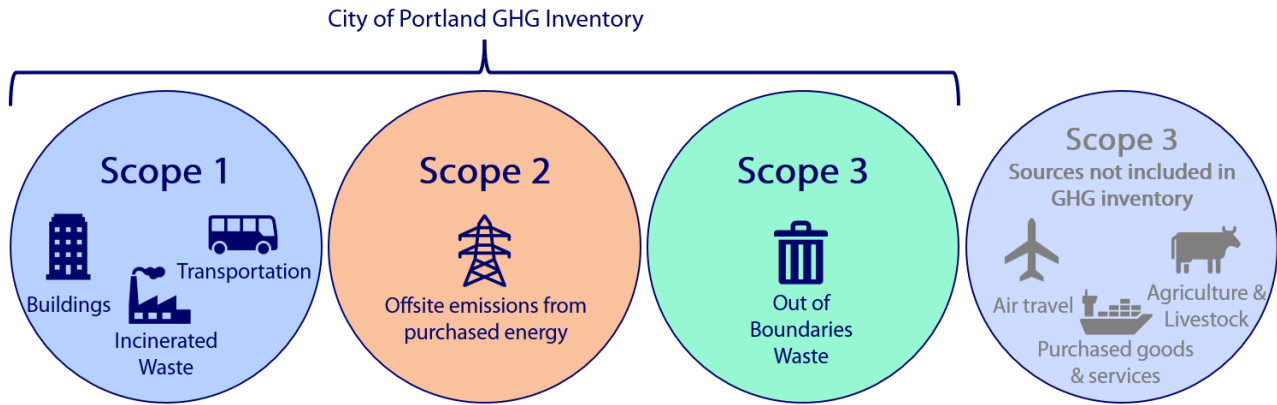 City of Portland GHG Inventory
Scope 1
Buildings
Transportation
Incinerated
Waste
Scope 2
Offsite emissions from
purchased energy
Scope 3
Out of
Boundaries
Waste
Scope 3
Sources not included in
GHG inventory
Air travel
Agriculture &
Livestock
Purchased goods
& services